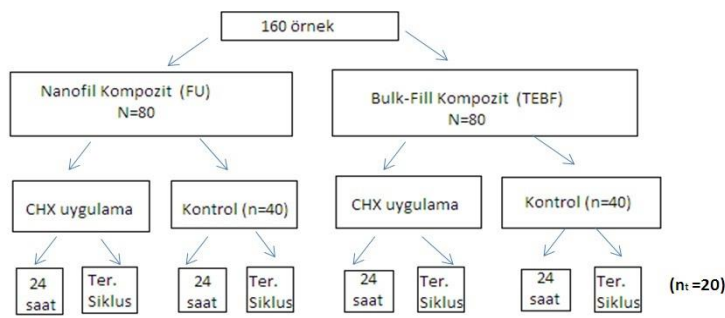 160 örnek
Nanofil Kompozit (FU)
N=80
Bulk-Fill Kompozit (TEBF)
N=80
CHX uygulama
Kontrol (n=40)
CHX uygulama
Kontrol (n=40)
24
saat
Ter.
Siklus
24
saat
Ter.
Siklus
24
saat
Ter.
Siklus
24
saat
Ter.
Siklus
(nt =20)